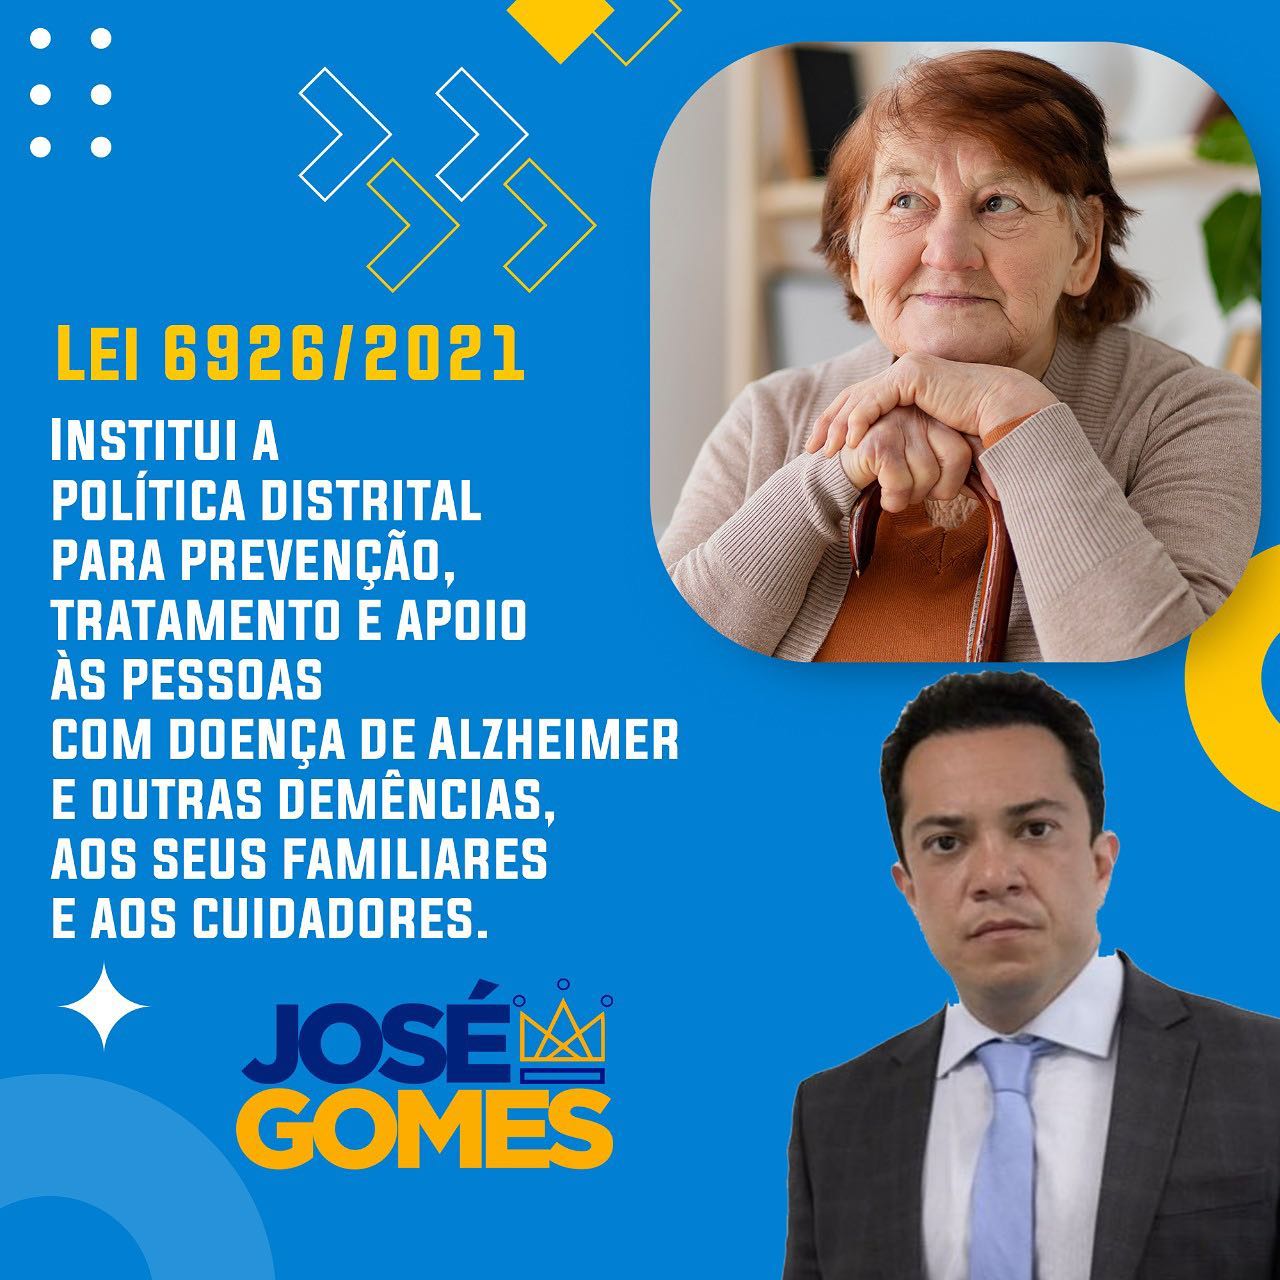 LEI 6926/2021
INSTITUI A
POLÍTICA DISTRITAL
PARA PREVENÇÃO,
TRATAMENTO E APOIO
ÀS PESSOAS
COM DOENÇA DE ALZHEIMER
E OUTRAS DEMÊNCIAS,
AOS SEUS FAMILIARES
E AOS CUIDADORES.
JOSÉ
GOMES